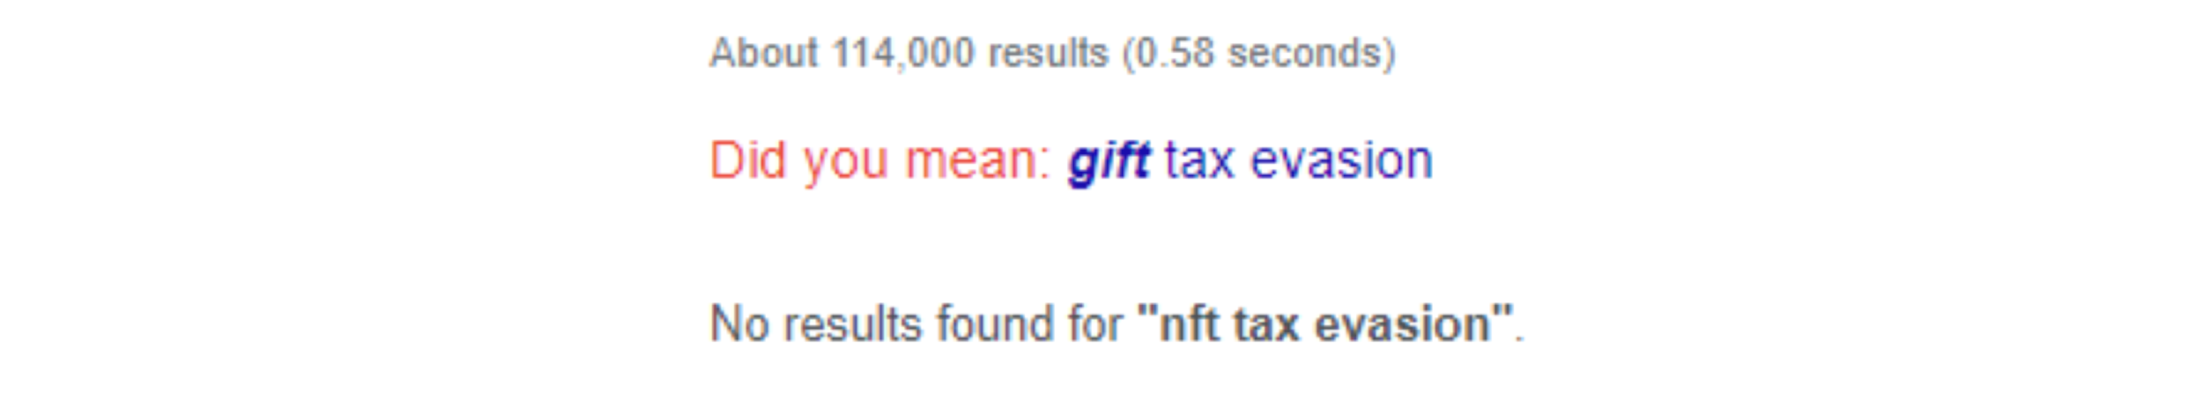 About 114,000 results (0.58 seconds)
Did you mean: gift tax evasion
No results found for "nft tax evasion".